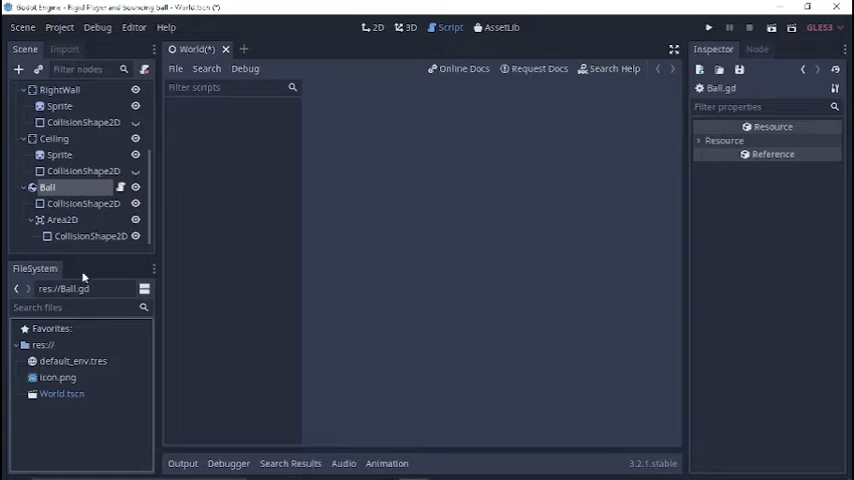 Godot Engine - Rigid Player and Bouncing Ball - World.tscn (*)
Scene Project Debug Editor Help
2D 3D Script AssetLib
GLES3
Scene Import
World(*)
Inspector Node
Filter nodes
File Search Debug
Online Docs Request Docs Search Help
Filter scripts
Ball.gd
Filter properties
Resource
Resource
Reference
RightWall
Sprite
CollisionShape2D
Ceiling
Sprite
CollisionShape2D
Ball
CollisionShape2D
Area2D
CollisionShape2D
FileSystem
res://Ball.gd
Search files
Favorites:
res://
default_env.tres
icon.png
World.tscn
Output Debugger Search Results Audio Animation
3.2.1.stable